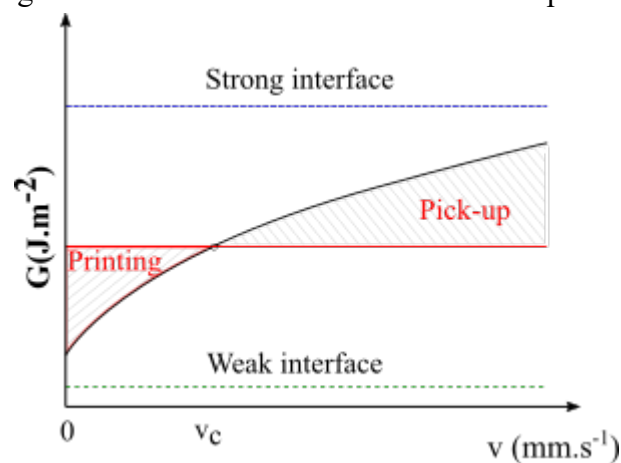 Strong interface
G(J.m-2)
Pick-up
Printing
Weak interface
0
vc
v (mm.s-1)